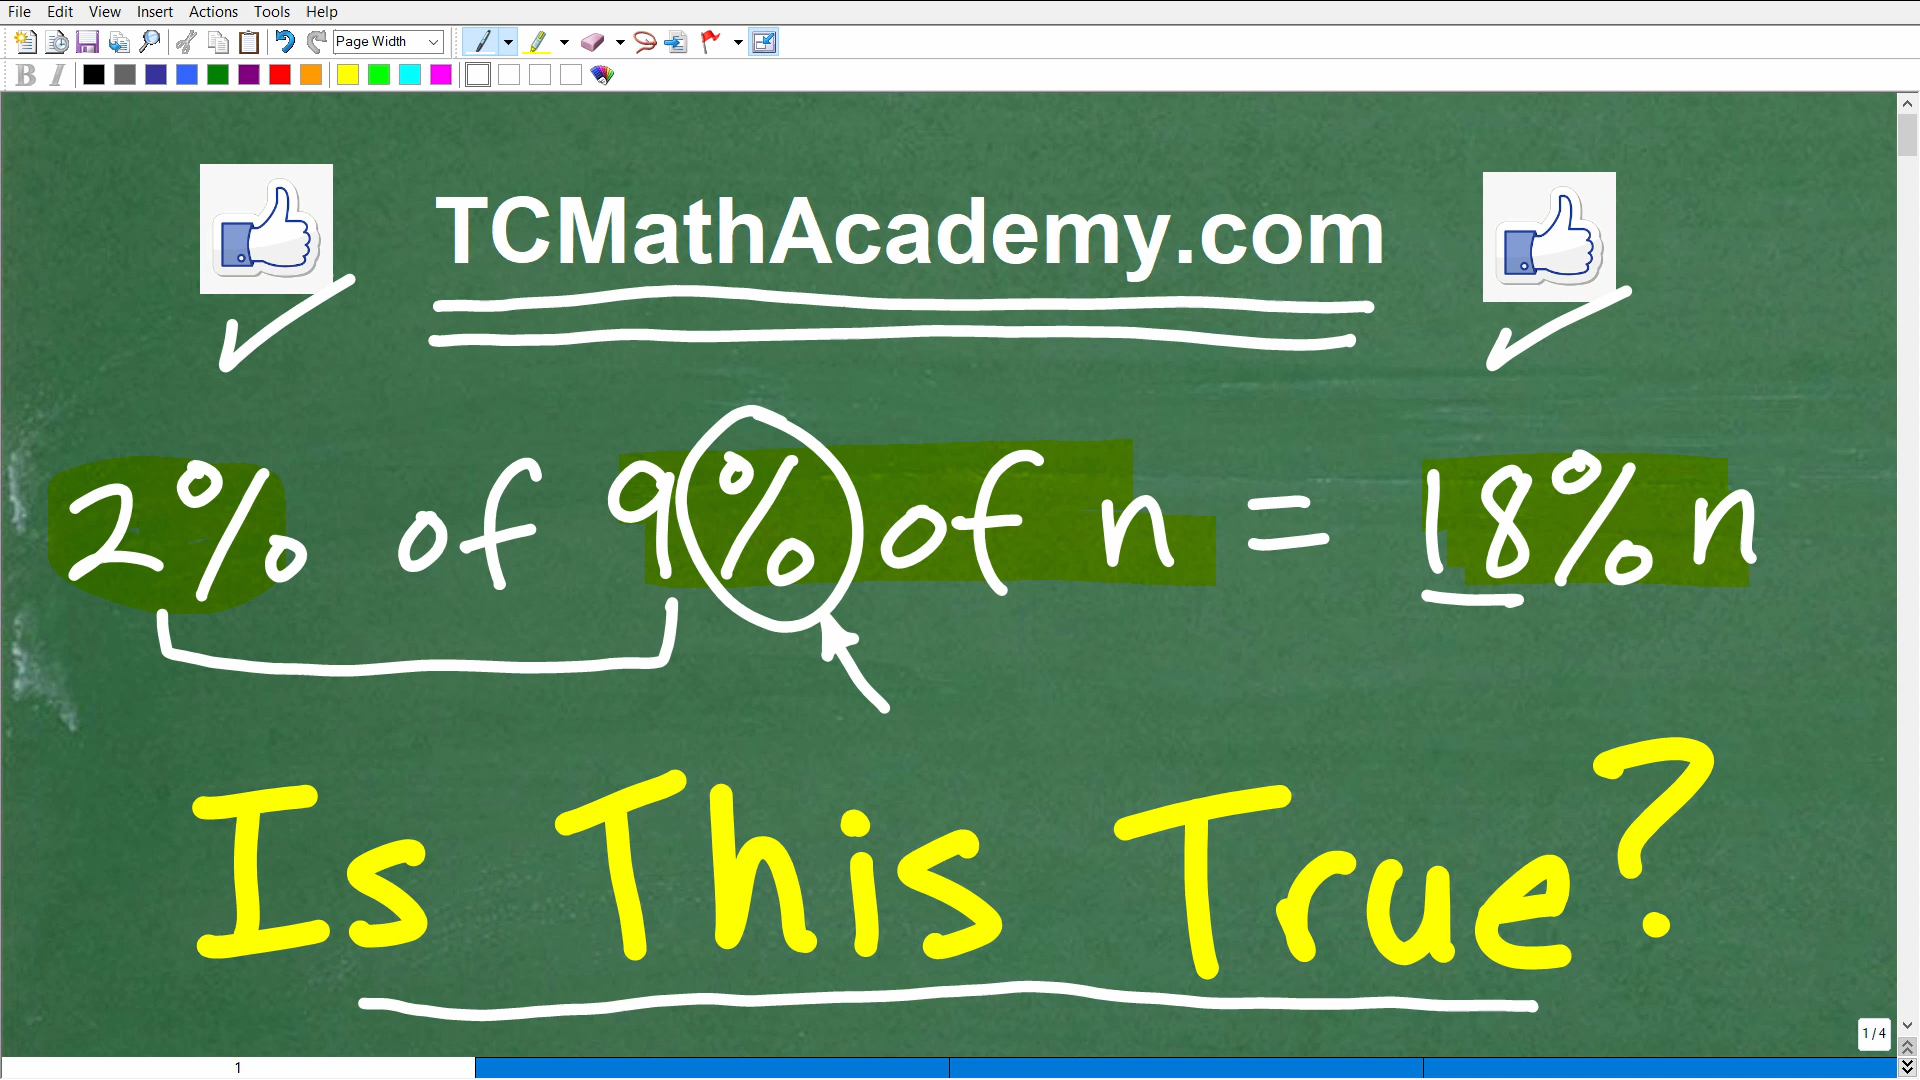 File Edit View Insert Actions Tools Help
Page Width
B I
TCMathAcademy.com
2% of 9% of n = 18% n
Is This True?
1 / 4
1